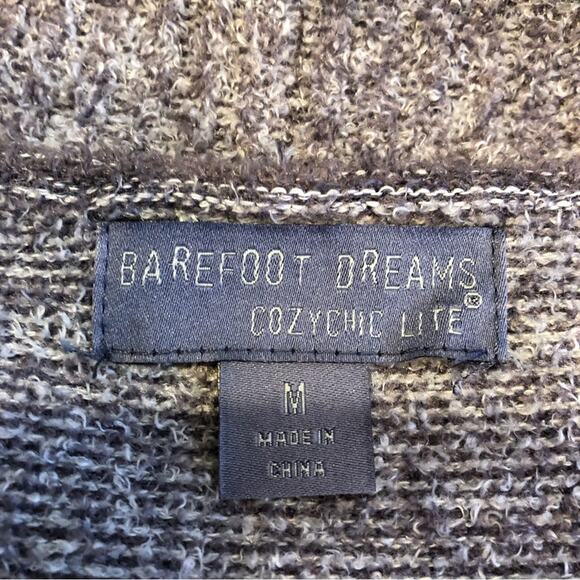 BAREFOOT DREAMS
COZYCHIC LITE®
M
MADE IN
CHINA